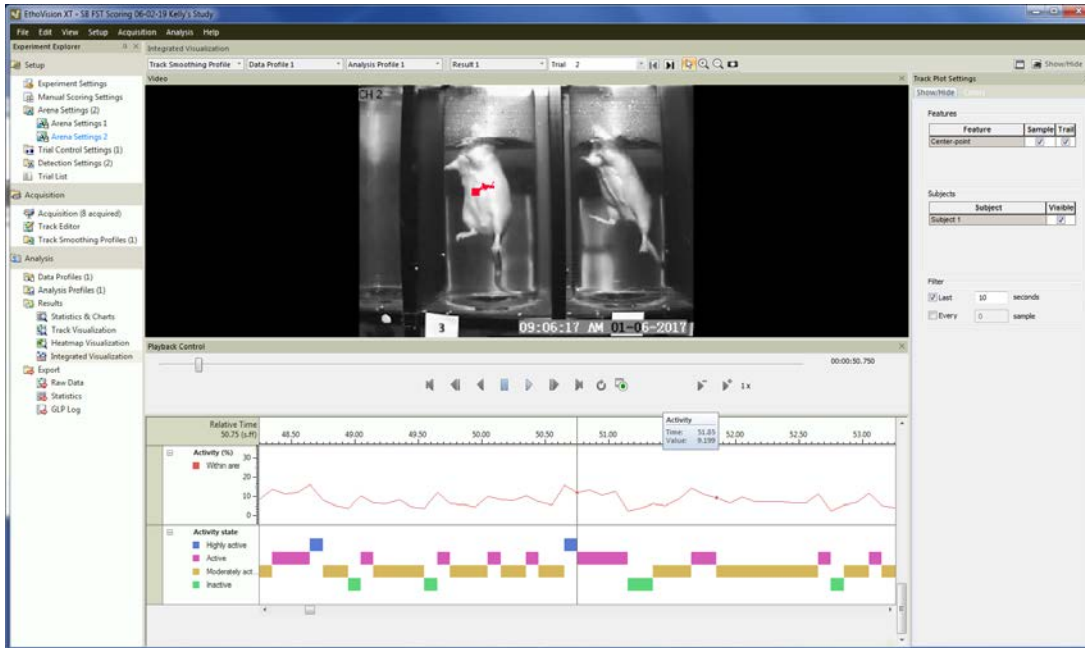 EthoVision XT - SB FST Scoring 06-02-19 Kelly's Study
File Edit View Setup Acquisition Analysis Help
Experiment Explorer
Integrated Visualization
Setup
Track Smoothing Profile Data Profile 1 Analysis Profile 1 Result 1 Trial 2 Show/Hide
Experiment Settings
Manual Scoring Settings
Arena Settings (2)
Arena Settings 1
Arena Settings 2
Trial Control Settings (1)
Detection Settings (2)
Trial List
Acquisition
Acquisition (8 acquired)
Track Editor
Track Smoothing Profiles (1)
Analysis
Data Profiles (1)
Analysis Profiles (1)
Results
Statistics & Charts
Track Visualization
Heatmap Visualization
Integrated Visualization
Export
Raw Data
Statistics
GLP Log
Video
CH 2
3
09:06:17 AM 01-06-2017
Track Plot Settings
Show/Hide Colors
Features
Feature Sample Trail
Center-point
Subjects
Subject Visible
Subject 1
Filter
Last 10 seconds
Every 0 sample
Playback Control
00:00:50.750
1x
Relative Time
50.75 (s.ff)
48.50 49.00 49.50 50.00 50.50 51.00 52.00 52.50 53.00
Activity
Time: 51.85
Value: 9.199
Activity (%)
Within arer
30
20
10
0
Activity state
Highly active
Active
Moderately act...
Inactive